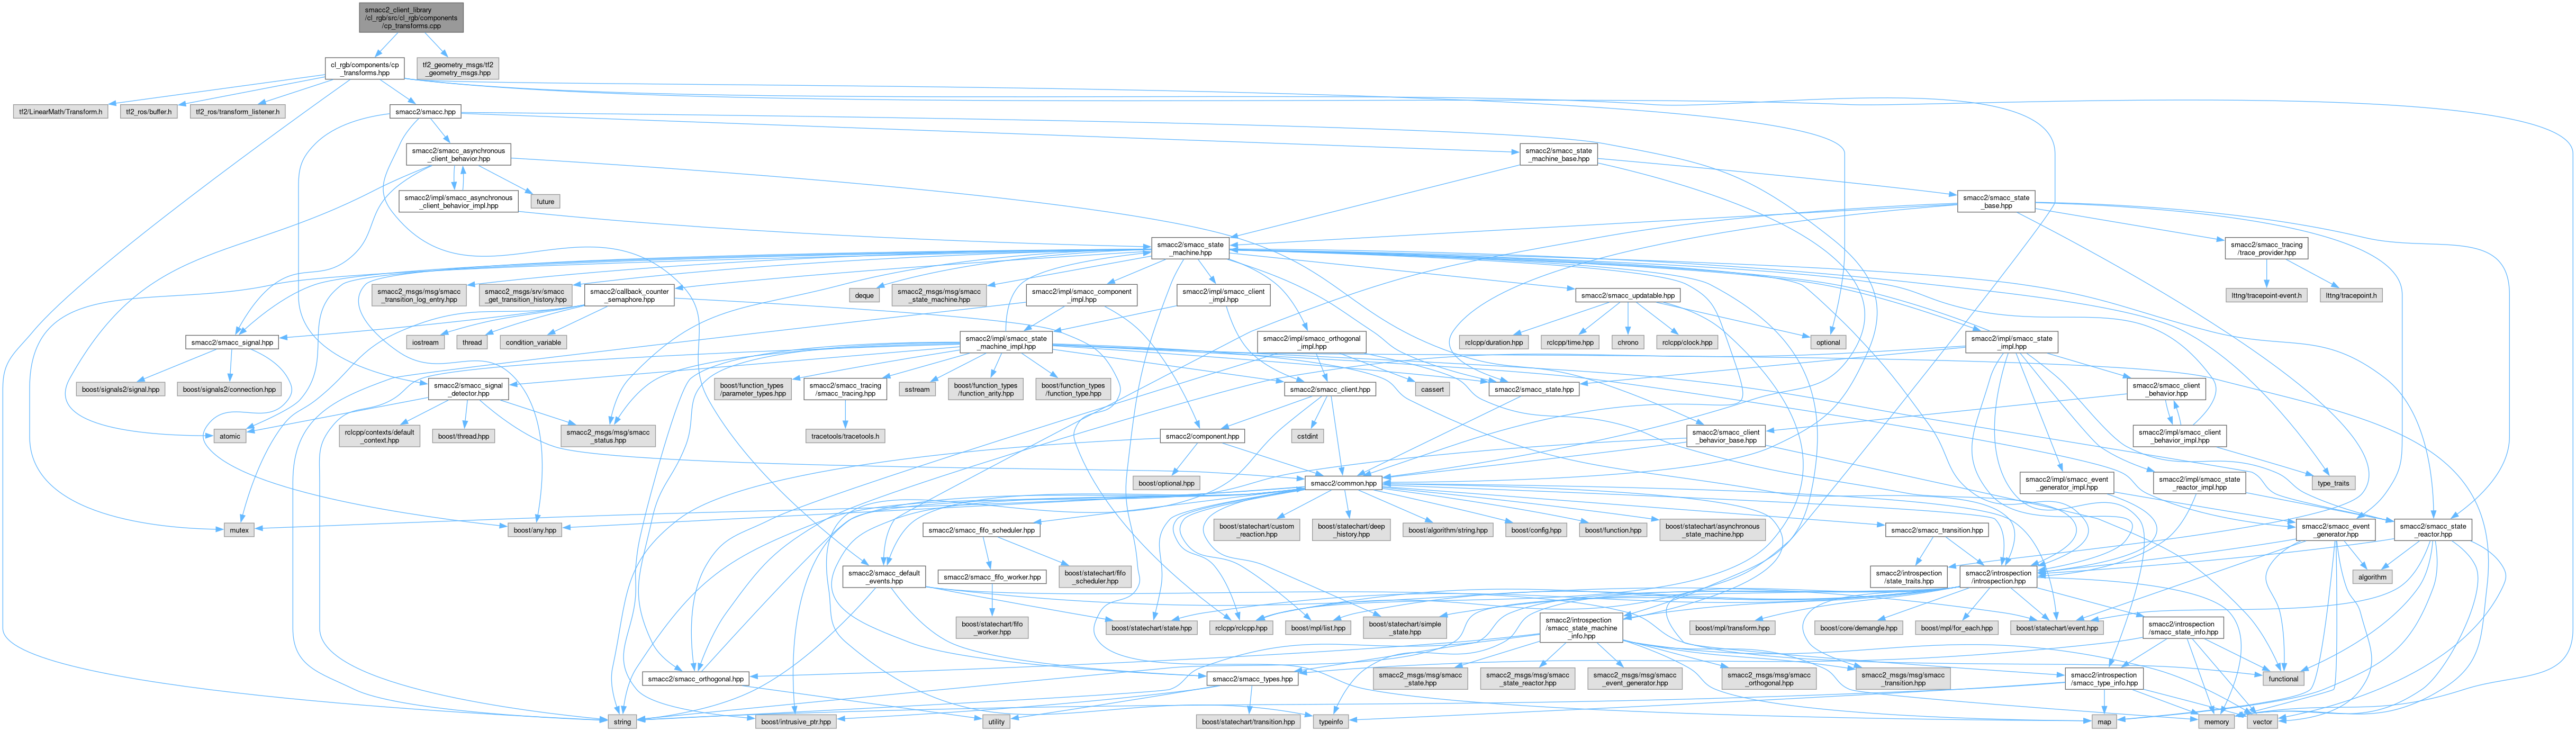 smacc2_client_library
/cl_rgb/src/cl_rgb/components
/cp_transforms.cpp
cl_rgb/components/cp
_transforms.hpp
tf2_geometry_msgs/tf2
_geometry_msgs.hpp
tf2/LinearMath/Transform.h
tf2_ros/buffer.h
tf2_ros/transform_listener.h
smacc2/smacc.hpp
smacc2/smacc_asynchronous
_client_behavior.hpp
smacc2/smacc_state
_machine_base.hpp
smacc2/impl/smacc_asynchronous
_client_behavior_impl.hpp
future
smacc2/smacc_state
_base.hpp
smacc2/smacc_state
_machine.hpp
smacc2/smacc_tracing
/trace_provider.hpp
smacc2_msgs/msg/smacc
_transition_log_entry.hpp
smacc2_msgs/srv/smacc
_get_transition_history.hpp
smacc2/callback_counter
_semaphore.hpp
deque
smacc2_msgs/msg/smacc
_state_machine.hpp
smacc2/impl/smacc_component
_impl.hpp
smacc2/impl/smacc_client
_impl.hpp
smacc2/smacc_updatable.hpp
lttng/tracepoint-event.h
lttng/tracepoint.h
smacc2/smacc_signal.hpp
iostream
thread
condition_variable
smacc2/impl/smacc_state
_machine_impl.hpp
smacc2/impl/smacc_orthogonal
_impl.hpp
rclcpp/duration.hpp
rclcpp/time.hpp
chrono
rclcpp/clock.hpp
optional
smacc2/impl/smacc_state
_impl.hpp
boost/signals2/signal.hpp
boost/signals2/connection.hpp
smacc2/smacc_signal
_detector.hpp
boost/function_types
/parameter_types.hpp
smacc2/smacc_tracing
/smacc_tracing.hpp
sstream
boost/function_types
/function_arity.hpp
boost/function_types
/function_type.hpp
smacc2/smacc_client.hpp
cassert
smacc2/smacc_state.hpp
smacc2/smacc_client
_behavior.hpp
atomic
rclcpp/contexts/default
_context.hpp
boost/thread.hpp
smacc2_msgs/msg/smacc
_status.hpp
tracetools/tracetools.h
smacc2/component.hpp
cstdint
smacc2/smacc_client
_behavior_base.hpp
smacc2/impl/smacc_client
_behavior_impl.hpp
boost/optional.hpp
smacc2/common.hpp
smacc2/impl/smacc_event
_generator_impl.hpp
smacc2/impl/smacc_state
_reactor_impl.hpp
type_traits
mutex
boost/any.hpp
smacc2/smacc_fifo_scheduler.hpp
boost/statechart/custom
_reaction.hpp
boost/statechart/deep
_history.hpp
boost/algorithm/string.hpp
boost/config.hpp
boost/function.hpp
boost/statechart/asynchronous
_state_machine.hpp
smacc2/smacc_transition.hpp
smacc2/smacc_event
_generator.hpp
smacc2/smacc_state
_reactor.hpp
smacc2/smacc_default
_events.hpp
smacc2/smacc_fifo_worker.hpp
boost/statechart/fifo
_scheduler.hpp
smacc2/introspection
/state_traits.hpp
smacc2/introspection
/introspection.hpp
algorithm
boost/statechart/state.hpp
boost/statechart/fifo
_worker.hpp
rclcpp/rclcpp.hpp
boost/mpl/list.hpp
boost/statechart/simple
_state.hpp
smacc2/introspection
/smacc_state_machine
_info.hpp
boost/mpl/transform.hpp
boost/core/demangle.hpp
boost/mpl/for_each.hpp
boost/statechart/event.hpp
smacc2/introspection
/smacc_state_info.hpp
smacc2/smacc_orthogonal.hpp
smacc2/smacc_types.hpp
smacc2_msgs/msg/smacc
_state.hpp
smacc2_msgs/msg/smacc
_state_reactor.hpp
smacc2_msgs/msg/smacc
_event_generator.hpp
smacc2_msgs/msg/smacc
_orthogonal.hpp
smacc2_msgs/msg/smacc
_transition.hpp
smacc2/introspection
/smacc_type_info.hpp
functional
string
boost/intrusive_ptr.hpp
utility
boost/statechart/transition.hpp
typeinfo
map
memory
vector